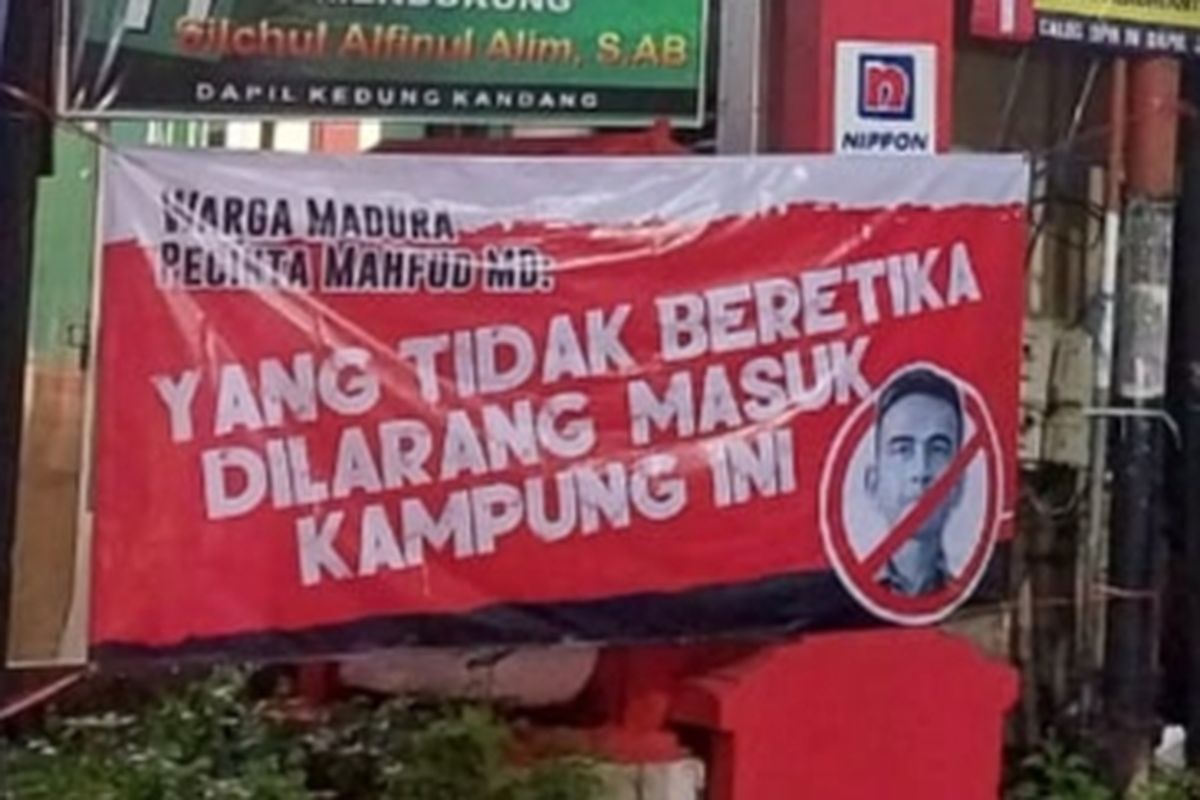 MENDUKUNG
Silchul Alfinul Alim, S.AB
DAPIL KEDUNG KANDANG
n
NIPPON
WARGA MADURA
PECINTA MAHFUD MD:
YANG TIDAK BERETIKA
DILARANG MASUK
KAMPUNG INI